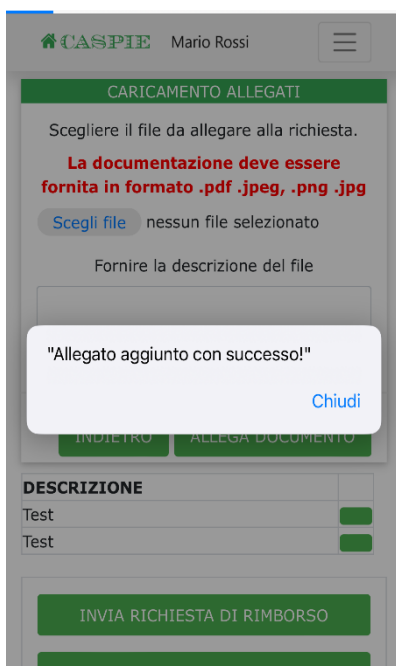 CASPIE Mario Rossi
CARICAMENTO ALLEGATI
Scegliere il file da allegare alla richiesta.
La documentazione deve essere
fornita in formato .pdf .jpeg, .png .jpg
Scegli file nessun file selezionato
Fornire la descrizione del file
"Allegato aggiunto con successo!"
Chiudi
INDIETRO ALLEGA DOCUMENTO
DESCRIZIONE
Test
Test
INVIA RICHIESTA DI RIMBORSO